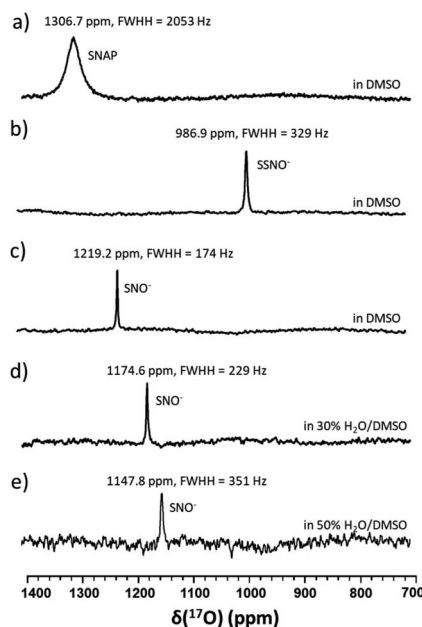 a)
1306.7 ppm, FWHH = 2053 Hz
SNAP
in DMSO
b)
986.9 ppm, FWHH = 329 Hz
SSNO⁻
in DMSO
c)
1219.2 ppm, FWHH = 174 Hz
SNO⁻
in DMSO
d)
1174.6 ppm, FWHH = 229 Hz
SNO⁻
in 30% H₂O/DMSO
e)
1147.8 ppm, FWHH = 351 Hz
SNO⁻
in 50% H₂O/DMSO
1400 1300 1200 1100 1000 900 800 700
δ(¹⁷O) (ppm)